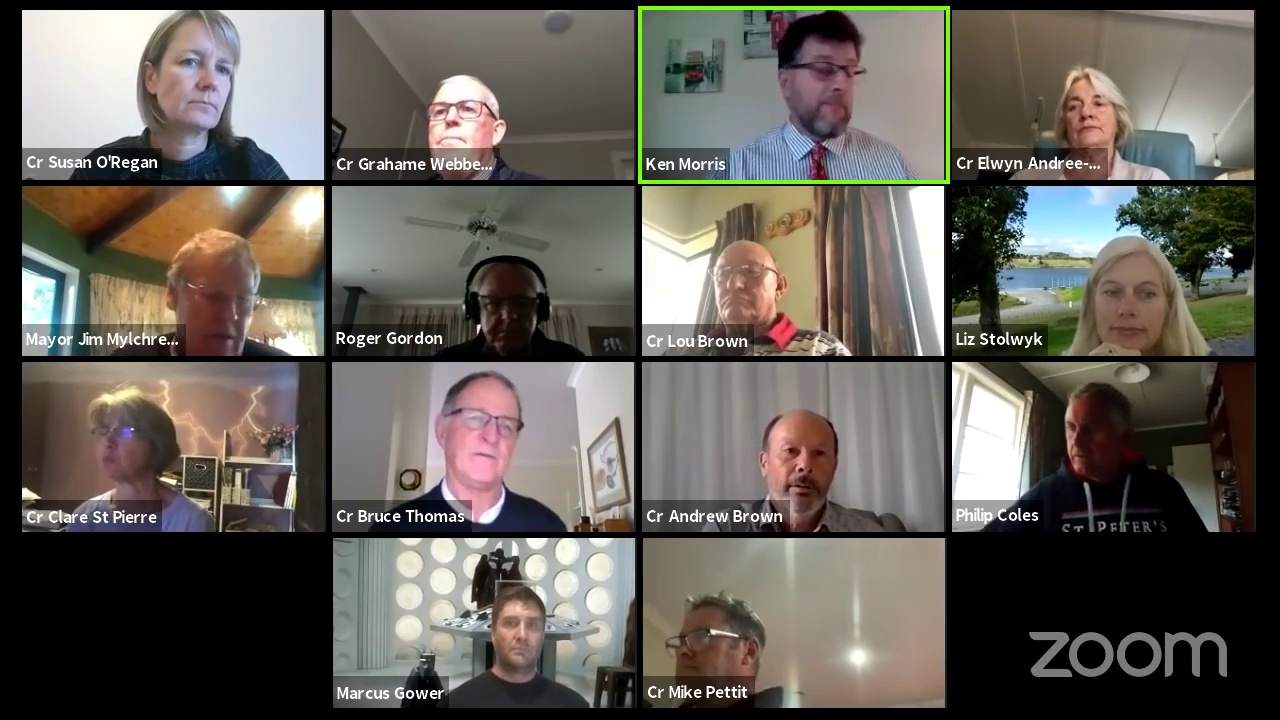 Cr Susan O'Regan
Cr Grahame Webbe...
Ken Morris
Cr Elwyn Andree-...
Mayor Jim Mylchre...
Roger Gordon
Cr Lou Brown
Liz Stolwyk
Cr Clare St Pierre
Cr Bruce Thomas
Cr Andrew Brown
Philip Coles
ST PETER'S
Marcus Gower
Cr Mike Pettit
zoom